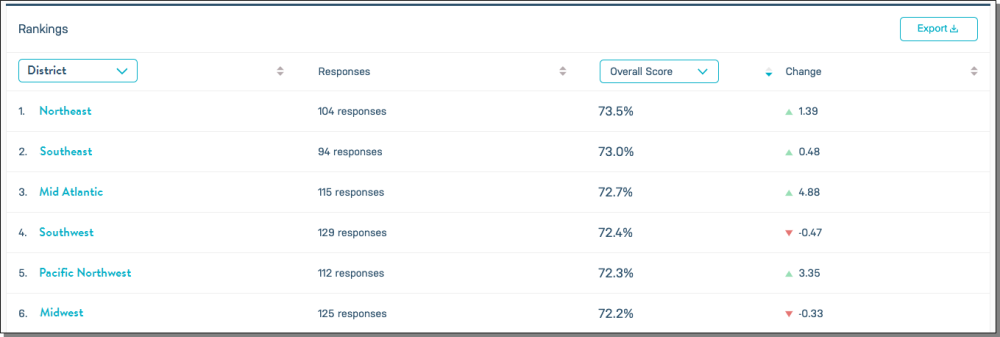 Rankings
Export
District Responses Overall Score Change
1. Northeast 104 responses 73.5% 1.39
2. Southeast 94 responses 73.0% 0.48
3. Mid Atlantic 115 responses 72.7% 4.88
4. Southwest 129 responses 72.4% -0.47
5. Pacific Northwest 112 responses 72.3% 3.35
6. Midwest 125 responses 72.2% -0.33